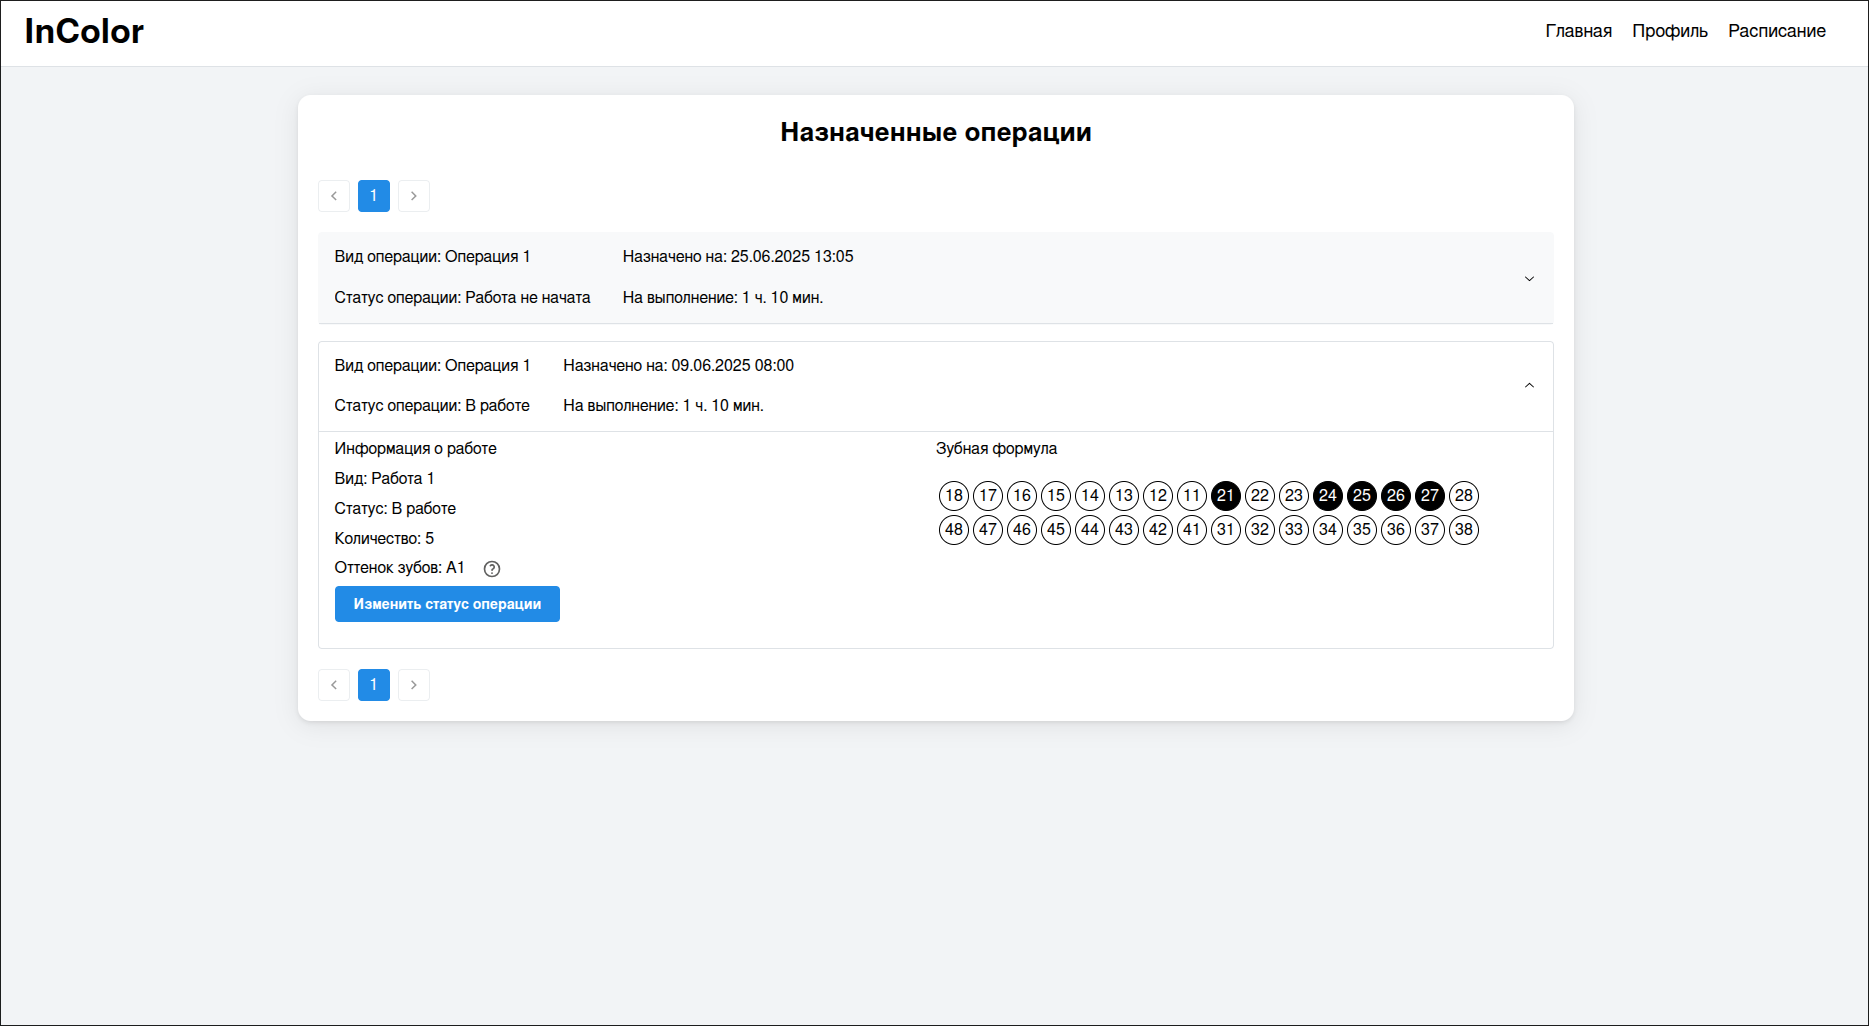 InColor
Главная Профиль Расписание
Назначенные операции
1
Вид операции: Операция 1 Назначено на: 25.06.2025 13:05
Статус операции: Работа не начата На выполнение: 1 ч. 10 мин.
Вид операции: Операция 1 Назначено на: 09.06.2025 08:00
Статус операции: В работе На выполнение: 1 ч. 10 мин.
Информация о работе
Вид: Работа 1
Статус: В работе
Количество: 5
Оттенок зубов: A1 ?
Изменить статус операции
Зубная формула
18 17 16 15 14 13 12 11 21 22 23 24 25 26 27 28
48 47 46 45 44 43 42 41 31 32 33 34 35 36 37 38
1